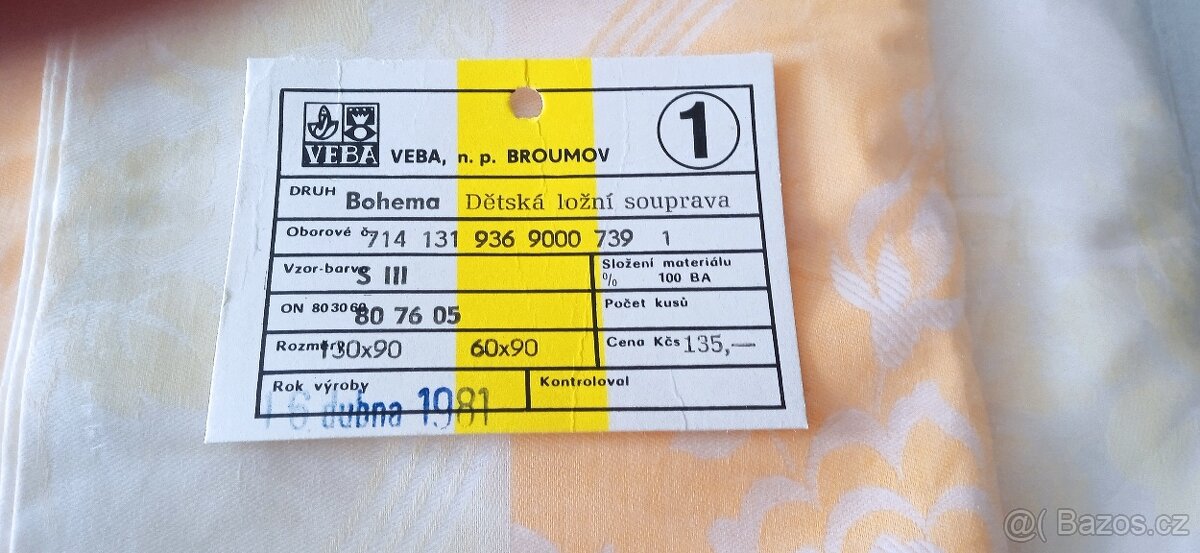 VEBA
VEBA, n. p. BROUMOV
1
DRUH Bohema Dětská ložní souprava
Oborové č. 714 131 936 9000 739 1
Vzor-barva S III
Složení materiálu
% 100 BA
ON 80 30 60 80 76 05
Počet kusů
Rozměry 130x90 60x90
Cena Kčs 135,—
Rok výroby
16 dubna 1981
Kontroloval
@( Bazos.cz